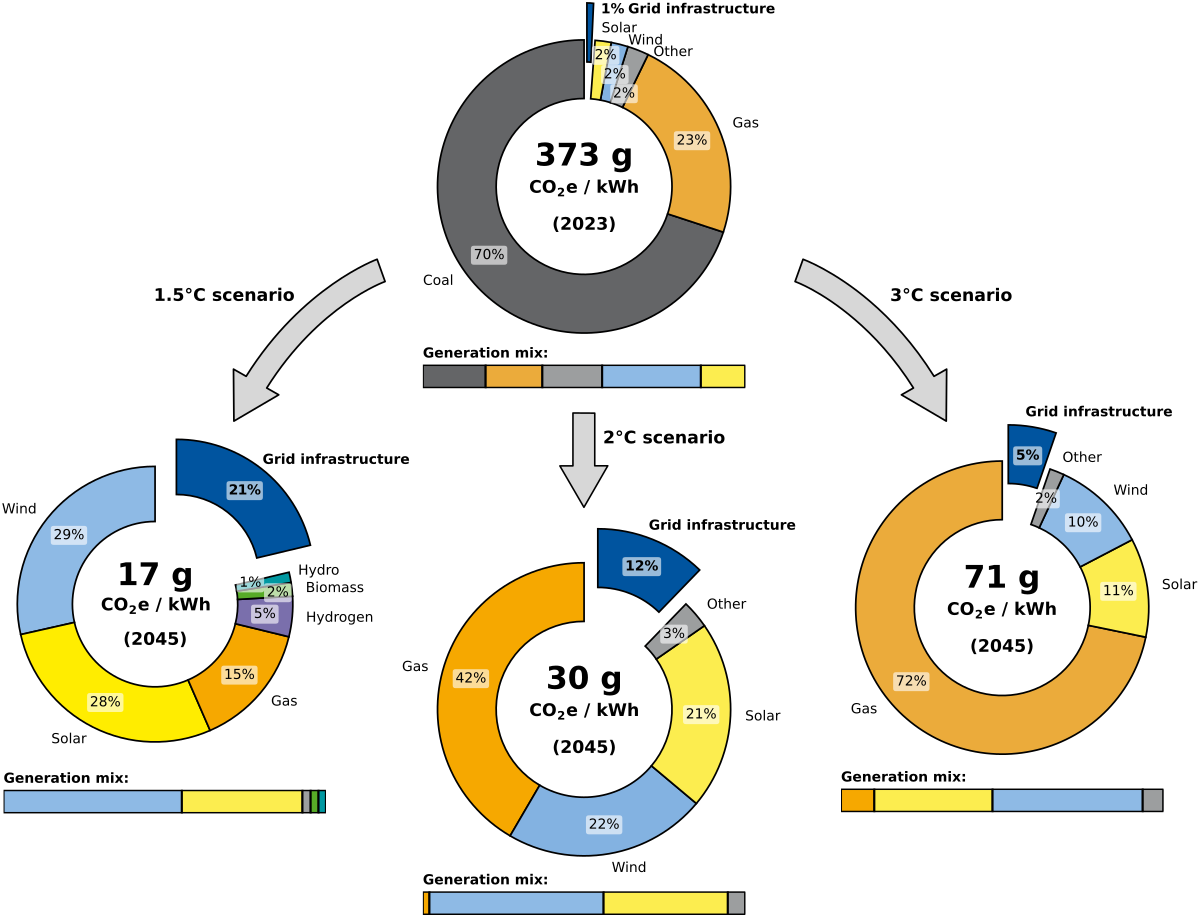 1% Grid infrastructure
Solar
Wind
Other
2%
2%
2%
Gas
23%
373 g
CO₂e / kWh
(2023)
70%
Coal
Generation mix:
1.5°C scenario
3°C scenario
2°C scenario
Grid infrastructure
21%
Wind
29%
Hydro
1%
Biomass
2%
5%
Hydrogen
17 g
CO₂e / kWh
(2045)
15%
Gas
28%
Solar
Generation mix:
Grid infrastructure
12%
Other
3%
Gas
42%
30 g
CO₂e / kWh
(2045)
21%
Solar
22%
Wind
Generation mix:
Grid infrastructure
5%
Other
2%
Wind
10%
Solar
11%
71 g
CO₂e / kWh
(2045)
72%
Gas
Generation mix: